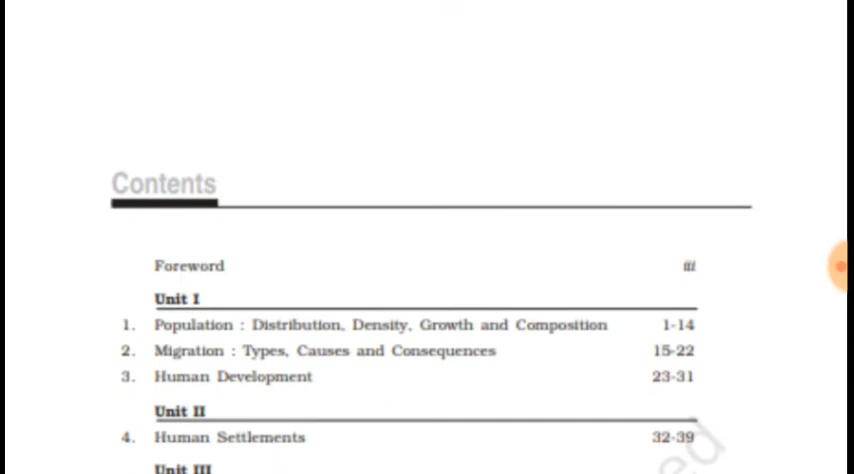 Contents
Foreword iii
Unit I
1. Population : Distribution, Density, Growth and Composition 1-14
2. Migration : Types, Causes and Consequences 15-22
3. Human Development 23-31
Unit II
4. Human Settlements 32-39
Unit III